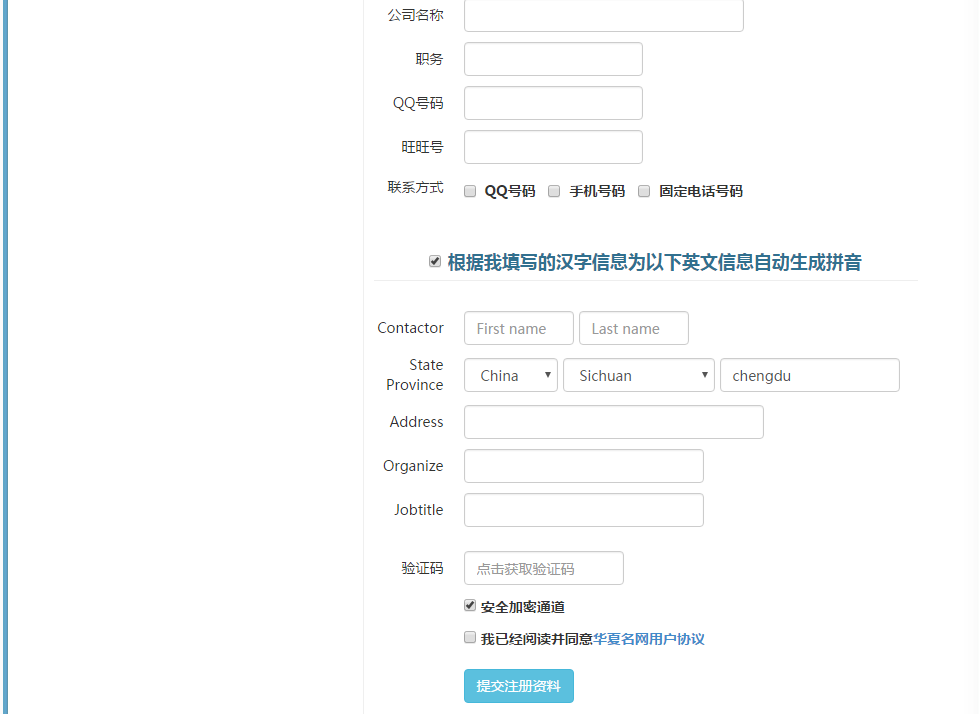 公司名称
职务
QQ号码
旺旺号
联系方式 QQ号码 手机号码 固定电话号码
根据我填写的汉字信息为以下英文信息自动生成拼音
Contactor First name Last name
State
Province China Sichuan chengdu
Address
Organize
Jobtitle
验证码 点击获取验证码
安全加密通道
我已经阅读并同意华夏名网用户协议
提交注册资料